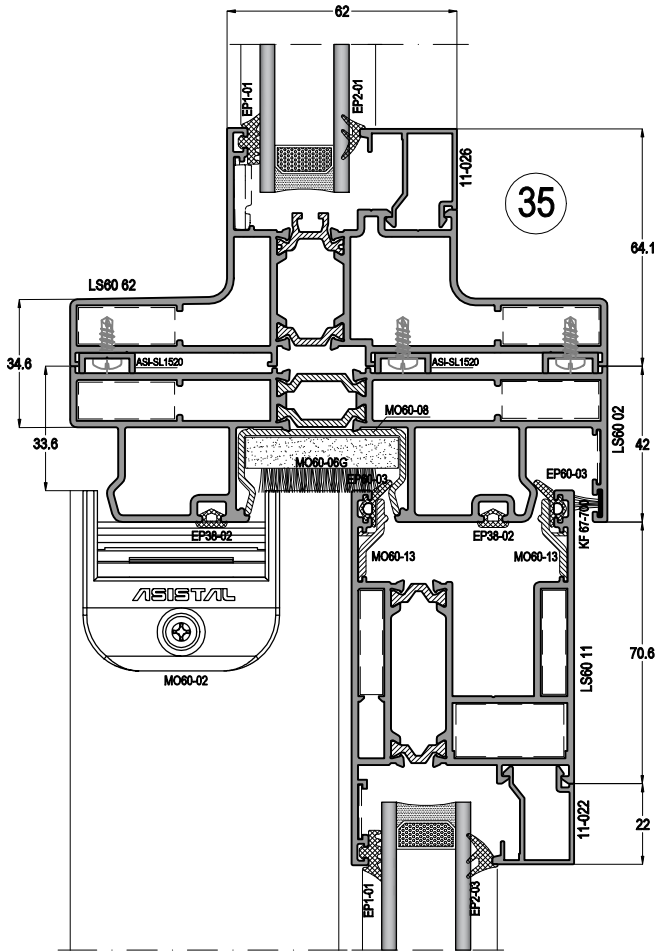 62
EP1-01
EP2-01
11-026
35
64.1
LS60 62
34.6
ASI-SL1520
ASI-SL1520
MO60-08
LS60 02
33.6
42
MO60-06G
EP60-03
EP60-03
EP38-02
EP38-02
KF 67-700
MO60-13
MO60-13
ASISTAL
MO60-02
LS60 11
70.6
11-022
22
EP1-01
EP2-03